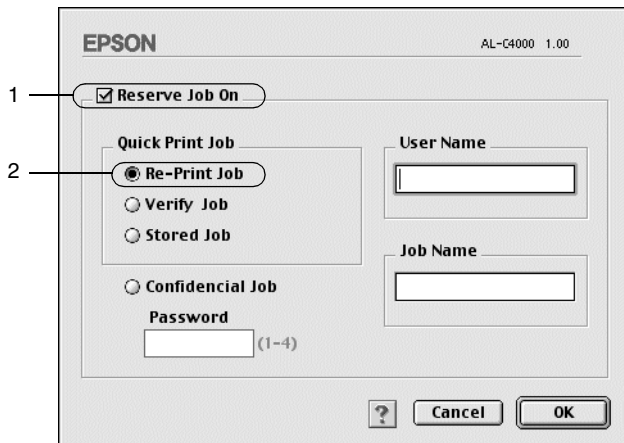 EPSON AL-C4000 1.00
1 Reserve Job On
Quick Print Job
2 Re-Print Job
Verify Job
Stored Job
Confidencial Job
Password
(1-4)
User Name
Job Name
? Cancel OK